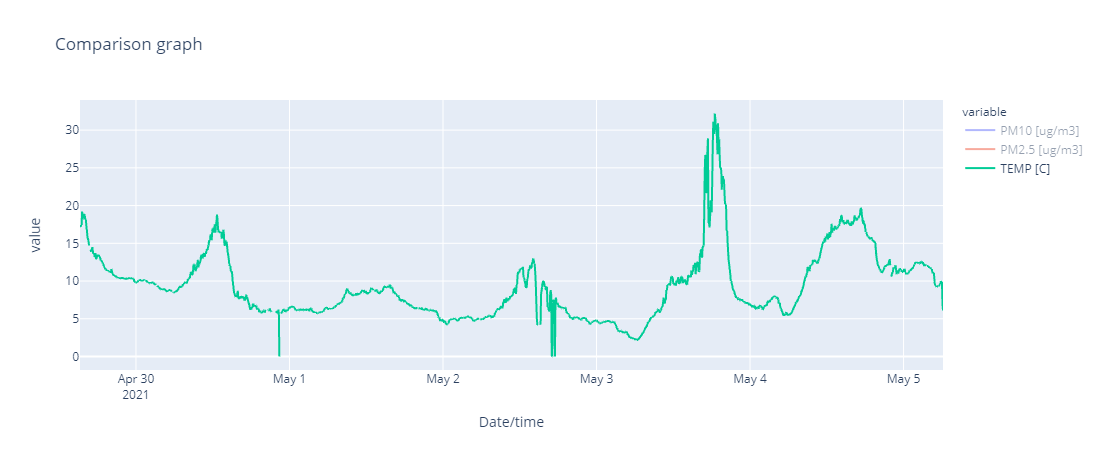 Comparison graph
variable
PM10 [ug/m3]
PM2.5 [ug/m3]
TEMP [C]
value
30
25
20
15
10
5
0
Apr 30
2021
May 1
May 2
May 3
May 4
May 5
Date/time